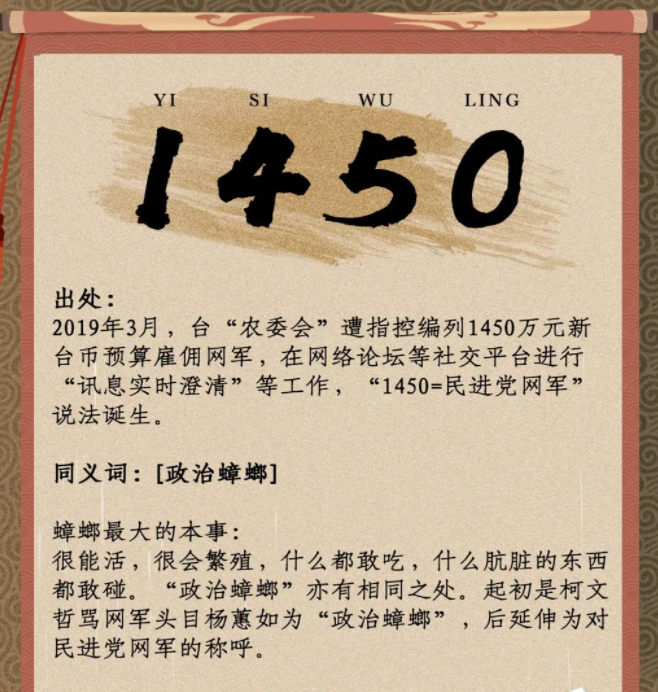 YI SI WU LING
1450
出处：
2019年3月，台“农委会”遭指控编列1450万元新
台币预算雇佣网军，在网络论坛等社交平台进行
“讯息实时澄清”等工作，“1450=民进党网军”
说法诞生。
同义词：[政治蟑螂]
蟑螂最大的本事：
很能活，很会繁殖，什么都敢吃，什么肮脏的东西
都敢碰。“政治蟑螂”亦有相同之处。起初是柯文
哲骂网军头目杨蕙如为“政治蟑螂”，后延伸为对
民进党网军的称呼。